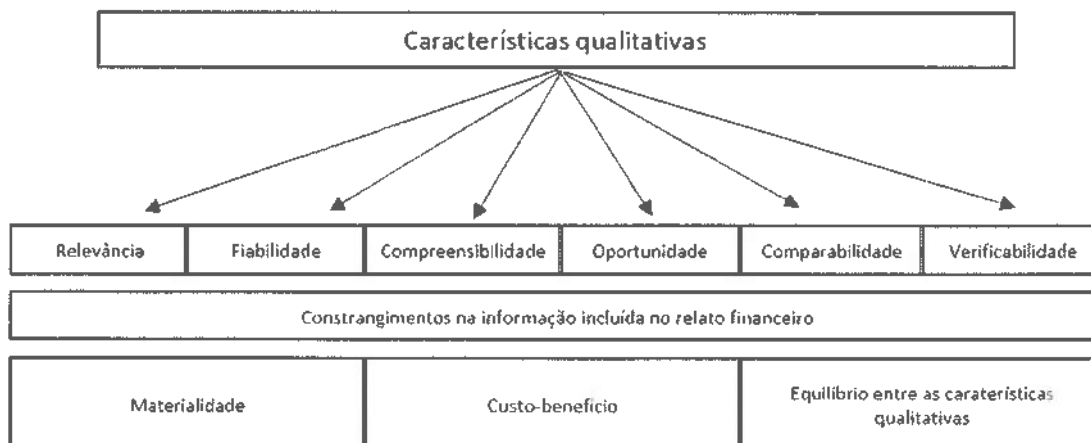 Características qualitativas
Relevância
Fiabilidade
Compreensibilidade
Oportunidade
Comparabilidade
Verificabilidade
Constrangimentos na informação incluída no relato financeiro
Materialidade
Custo-benefício
Equilíbrio entre as caraterísticas
qualitativas